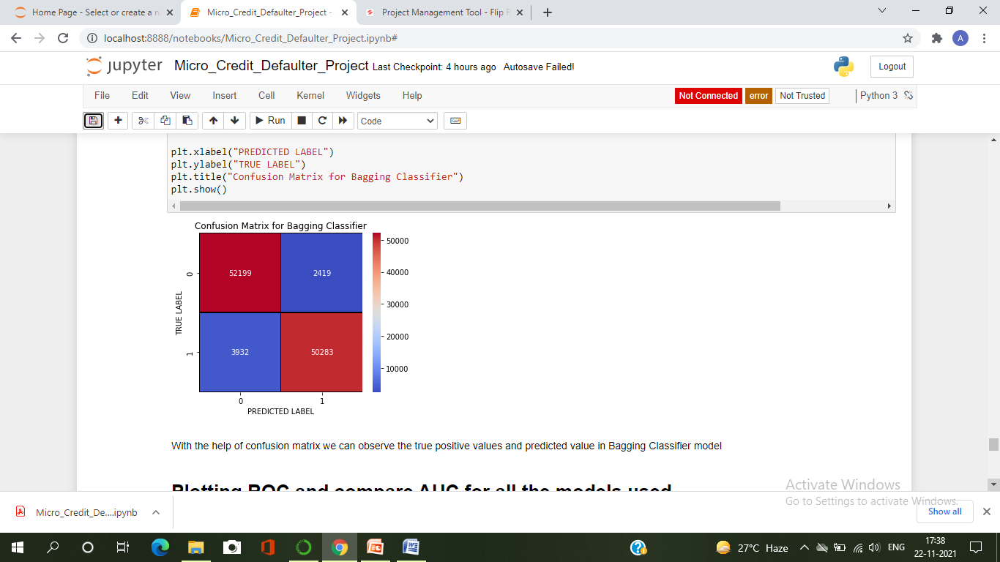 Home Page - Select or create a n
Micro_Credit_Defaulter_Project -
Project Management Tool - Flip R
localhost:8888/notebooks/Micro_Credit_Defaulter_Project.ipynb#
A
jupyter Micro_Credit_Defaulter_Project Last Checkpoint: 4 hours ago Autosave Failed!
Logout
File Edit View Insert Cell Kernel Widgets Help
Not Connected error Not Trusted Python 3
Run Code
plt.xlabel("PREDICTED LABEL")
plt.ylabel("TRUE LABEL")
plt.title("Confusion Matrix for Bagging Classifier")
plt.show()
Confusion Matrix for Bagging Classifier
50000
40000
30000
20000
10000
TRUE LABEL
0
52199 2419
1
3932 50283
0 1
PREDICTED LABEL
With the help of confusion matrix we can observe the true positive values and predicted value in Bagging Classifier model
Plotting ROC and compare AUC for all the models used
Activate Windows
Go to Settings to activate Windows.
Micro_Credit_De....ipynb
Show all
27°C Haze
ENG
17:38
22-11-2021